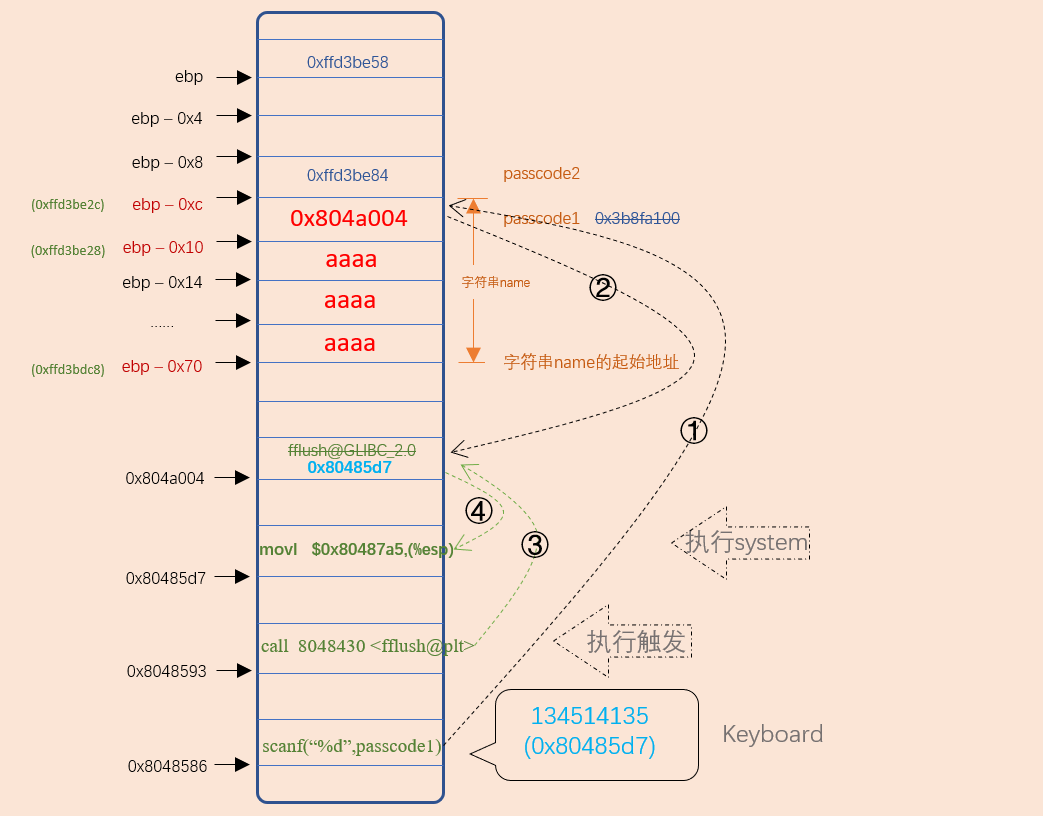 0xffd3be58
ebp
ebp – 0x4
ebp – 0x8
0xffd3be84
passcode2
(0xffd3be2c)
ebp – 0xc
0x804a004
passcode1 0x3b8fa100
(0xffd3be28)
ebp – 0x10
aaaa
ebp – 0x14
字符串name
②
aaaa
......
aaaa
(0xffd3bdc8)
ebp – 0x70
字符串name的起始地址
①
fflush@GLIBC_2.0
0x80485d7
0x804a004
④
③
执行system
movl $0x80487a5,(%esp)
0x80485d7
call 8048430 <fflush@plt>
执行触发
0x8048593
134514135
(0x80485d7)
Keyboard
scanf(“%d”,passcode1)
0x8048586